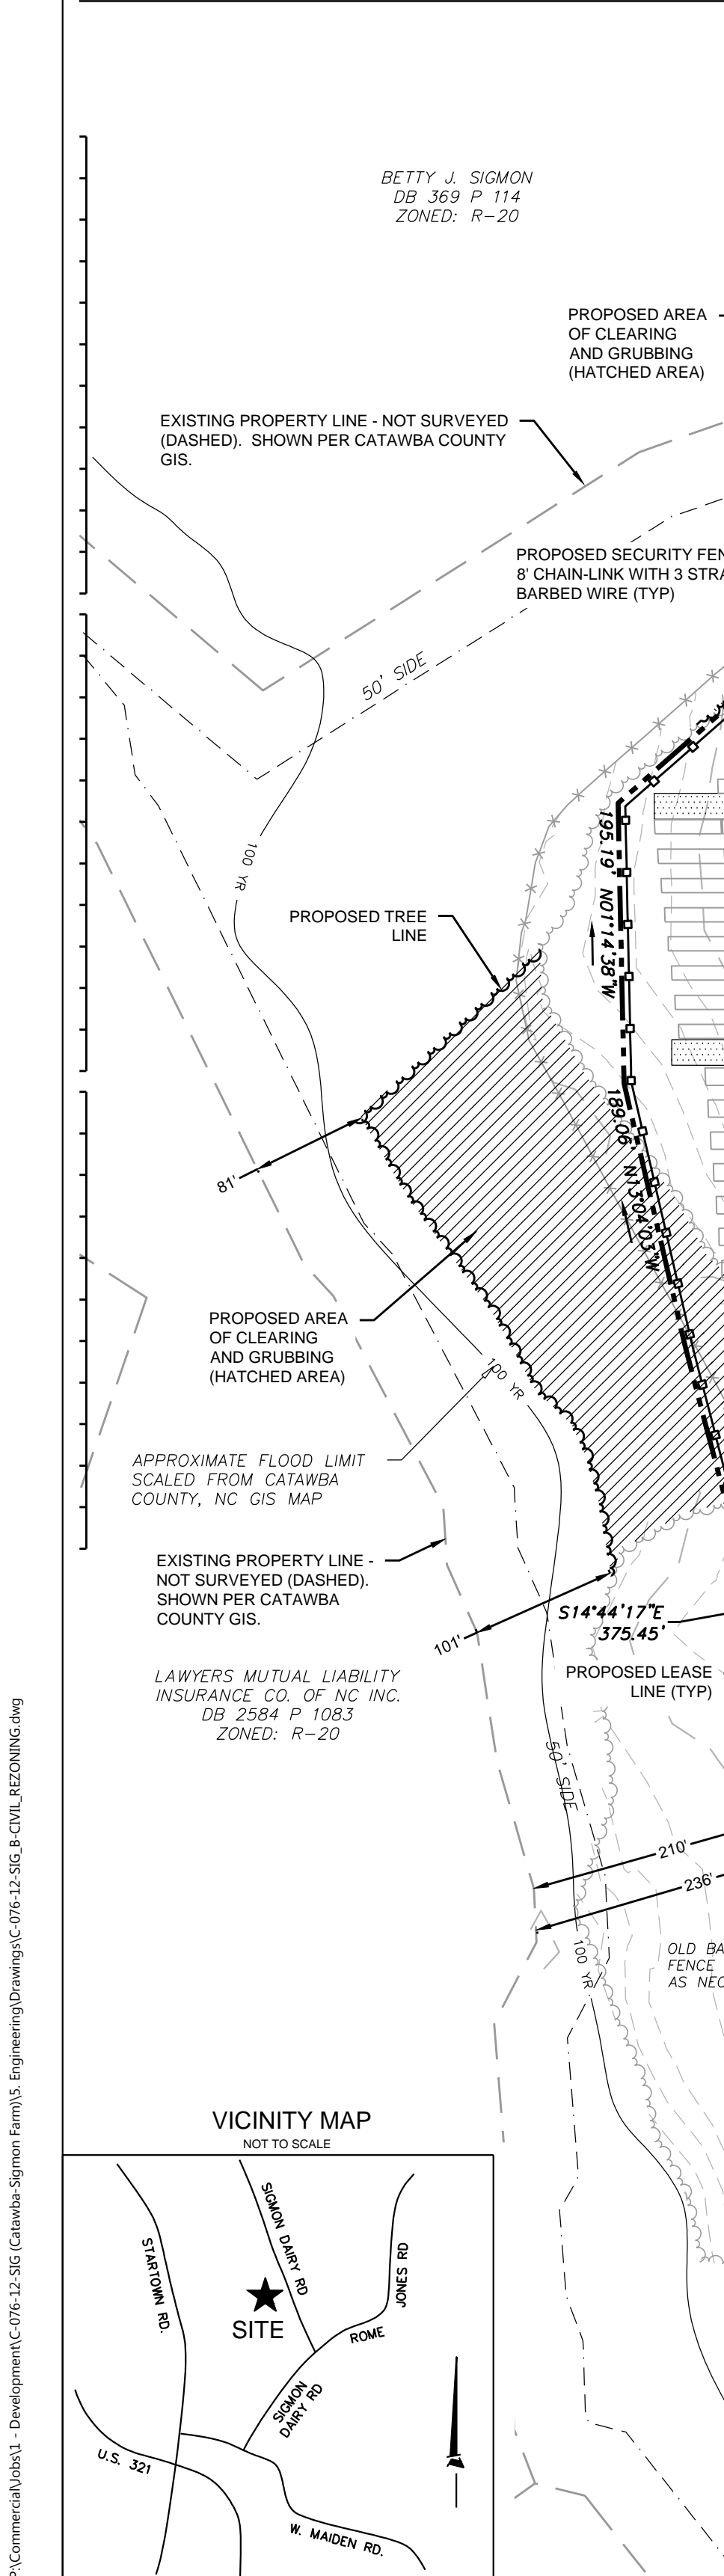 BETTY J. SIGMON
DB 369 P 114
ZONED: R-20
PROPOSED AREA
OF CLEARING
AND GRUBBING
(HATCHED AREA)
EXISTING PROPERTY LINE - NOT SURVEYED
(DASHED). SHOWN PER CATAWBA COUNTY
GIS.
PROPOSED SECURITY FEN
8' CHAIN-LINK WITH 3 STRA
BARBED WIRE (TYP)
50' SIDE
195.19' N01°14'38"W
100 YR
PROPOSED TREE
LINE
189.06' N13°04'03"W
81'
PROPOSED AREA
OF CLEARING
AND GRUBBING
(HATCHED AREA)
100 YR
APPROXIMATE FLOOD LIMIT
SCALED FROM CATAWBA
COUNTY, NC GIS MAP
EXISTING PROPERTY LINE -
NOT SURVEYED (DASHED).
SHOWN PER CATAWBA
COUNTY GIS.
S14°44'17"E
375.45'
101'
PROPOSED LEASE
LINE (TYP)
LAWYERS MUTUAL LIABILITY
INSURANCE CO. OF NC INC.
DB 2584 P 1083
ZONED: R-20
50' SIDE
210'
236'
100 YR
OLD BA
FENCE
AS NEC
P:\Commercial\Jobs\1 - Development\C-076-12-SIG (Catawba-Sigmon Farm)\5. Engineering\Drawings\C-076-12-SIG_B-CIVIL_REZONING.dwg
VICINITY MAP
NOT TO SCALE
STARTOWN RD.
SIGMON DAIRY RD
JONES RD
SITE
ROME
SIGMON
DAIRY RD
U.S. 321
W. MAIDEN RD.